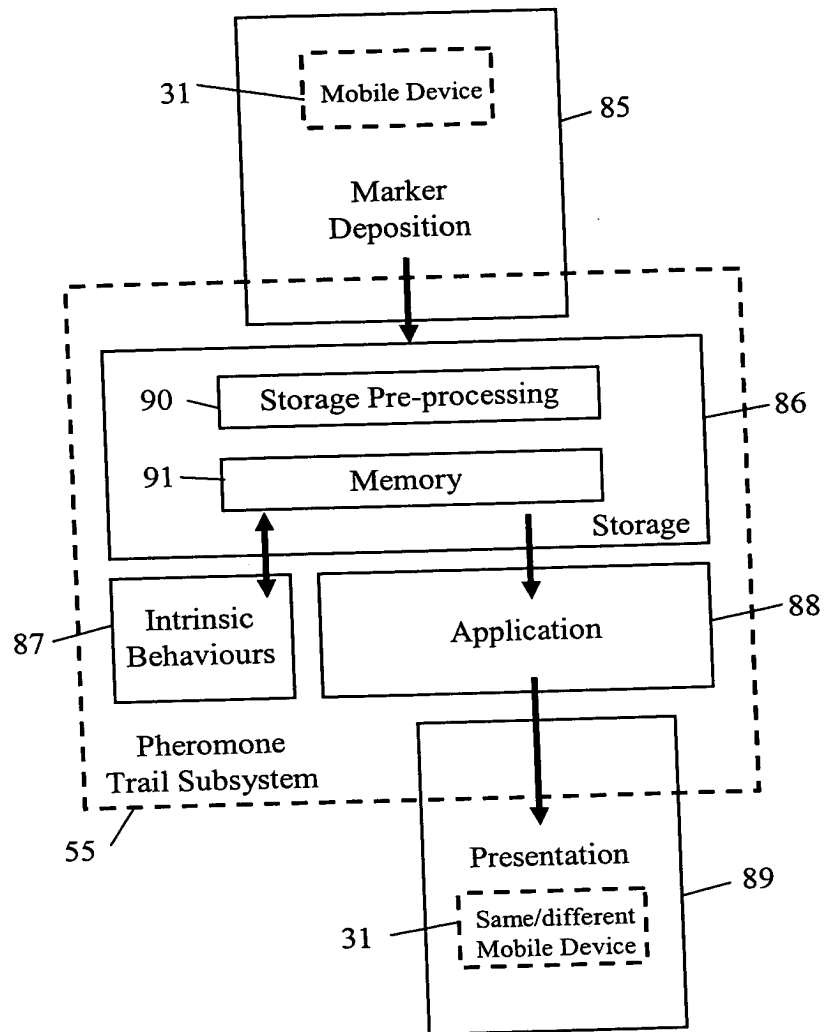 31
Mobile Device
85
Marker
Deposition
90
Storage Pre-processing
86
91
Memory
Storage
87
Intrinsic
Behaviours
Application
88
Pheromone
Trail Subsystem
55
Presentation
89
31
Same/different
Mobile Device